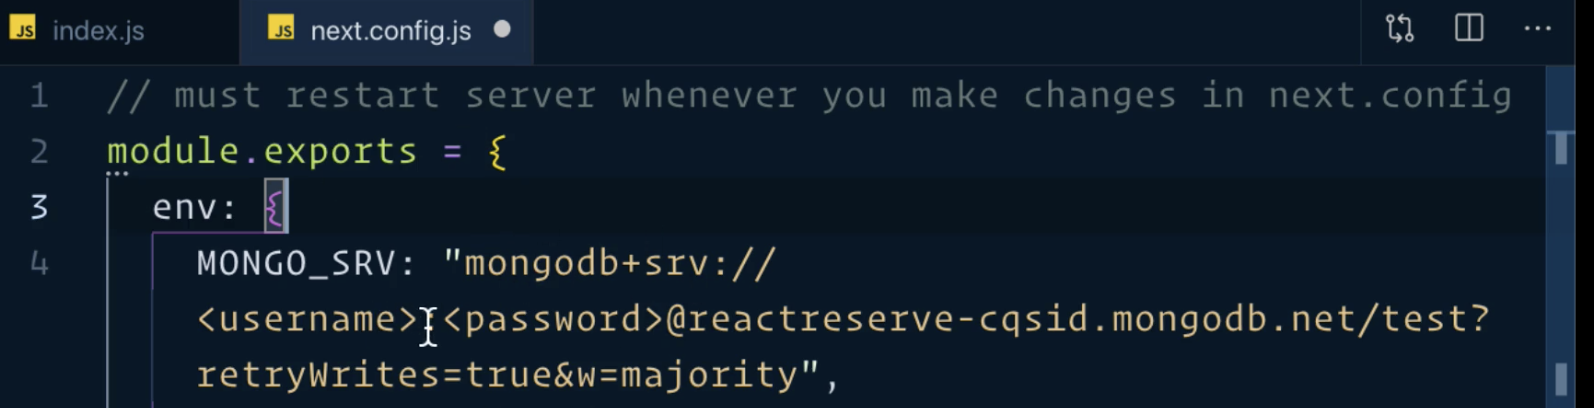 JS index.js
JS next.config.js
1 // must restart server whenever you make changes in next.config
2 module.exports = {
3 env: {
4 MONGO_SRV: "mongodb+srv://
<username>:<password>@reactreserve-cqsid.mongodb.net/test?
retryWrites=true&w=majority",